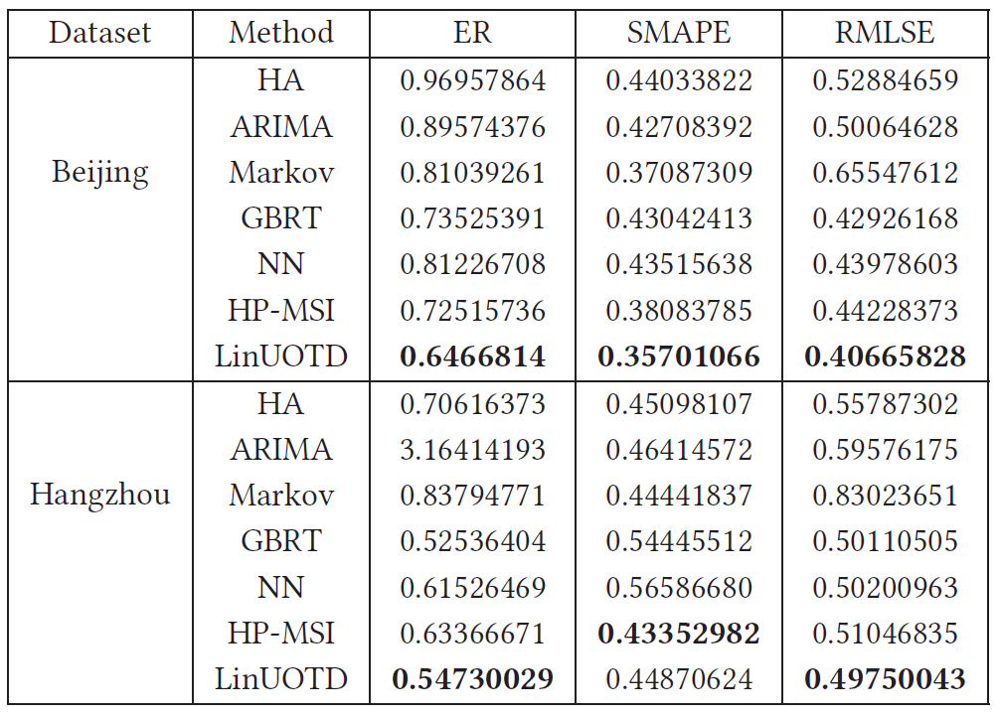 Dataset Method ER SMAPE RMLSE
HA 0.96957864 0.44033822 0.52884659
ARIMA 0.89574376 0.42708392 0.50064628
Beijing Markov 0.81039261 0.37087309 0.65547612
GBRT 0.73525391 0.43042413 0.42926168
NN 0.81226708 0.43515638 0.43978603
HP-MSI 0.72515736 0.38083785 0.44228373
LinUOTD 0.6466814 0.35701066 0.40665828
HA 0.70616373 0.45098107 0.55787302
ARIMA 3.16414193 0.46414572 0.59576175
Hangzhou Markov 0.83794771 0.44441837 0.83023651
GBRT 0.52536404 0.54445512 0.50110505
NN 0.61526469 0.56586680 0.50200963
HP-MSI 0.63366671 0.43352982 0.51046835
LinUOTD 0.54730029 0.44870624 0.49750043